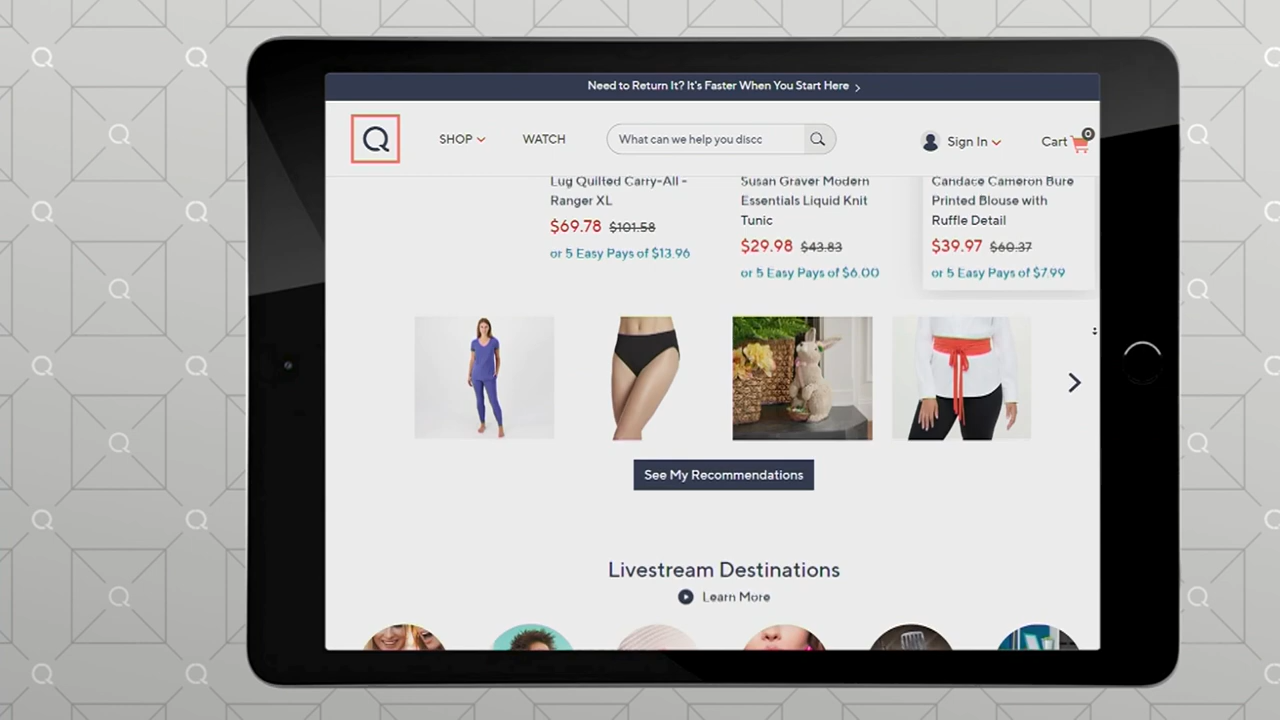 Need to Return It? It's Faster When You Start Here
Q
SHOP
WATCH
What can we help you discc
Sign In
Cart
0
Lug Quilted Carry-All -
Ranger XL
$69.78 $101.58
or 5 Easy Pays of $13.96
Susan Graver Modern
Essentials Liquid Knit
Tunic
$29.98 $43.83
or 5 Easy Pays of $6.00
Candace Cameron Bure
Printed Blouse with
Ruffle Detail
$39.97 $60.37
or 5 Easy Pays of $7.99
See My Recommendations
Livestream Destinations
Learn More